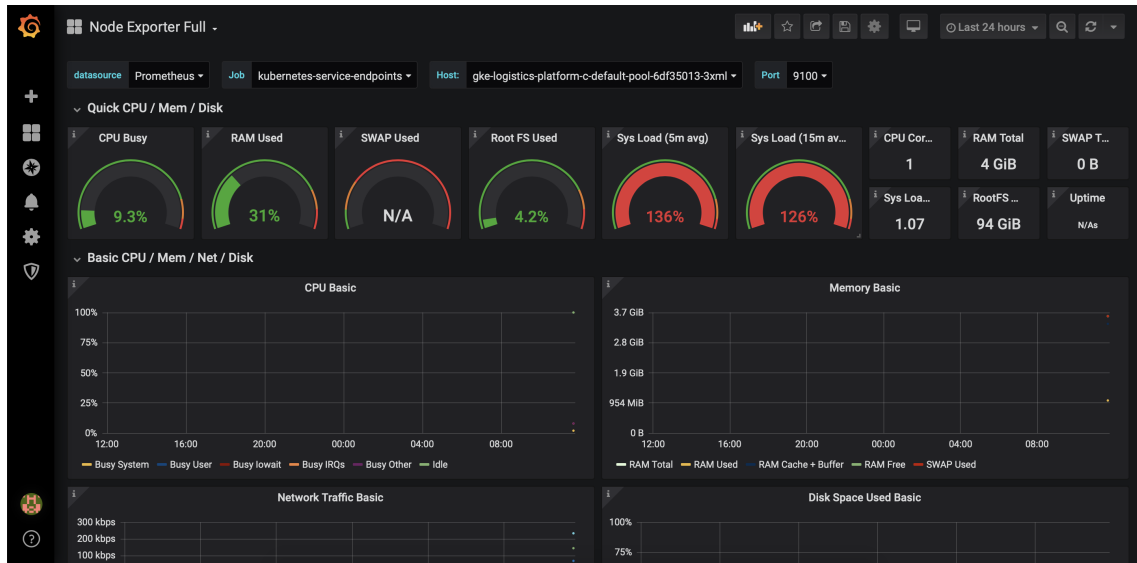 Node Exporter Full
Last 24 hours
datasource Prometheus Job kubernetes-service-endpoints Host: gke-logistics-platform-c-default-pool-6df35013-3xml Port 9100
Quick CPU / Mem / Disk
CPU Busy
9.3%
RAM Used
31%
SWAP Used
N/A
Root FS Used
4.2%
Sys Load (5m avg)
136%
Sys Load (15m av...
126%
CPU Cor...
1
RAM Total
4 GiB
SWAP T...
0 B
Sys Loa...
1.07
RootFS ...
94 GiB
Uptime
N/As
Basic CPU / Mem / Net / Disk
CPU Basic
100%
75%
50%
25%
0%
12:00 16:00 20:00 00:00 04:00 08:00
Busy System Busy User Busy Iowait Busy IRQs Busy Other Idle
Memory Basic
3.7 GiB
2.8 GiB
1.9 GiB
954 MiB
0 B
12:00 16:00 20:00 00:00 04:00 08:00
RAM Total RAM Used RAM Cache + Buffer RAM Free SWAP Used
Network Traffic Basic
300 kbps
200 kbps
100 kbps
Disk Space Used Basic
100%
75%